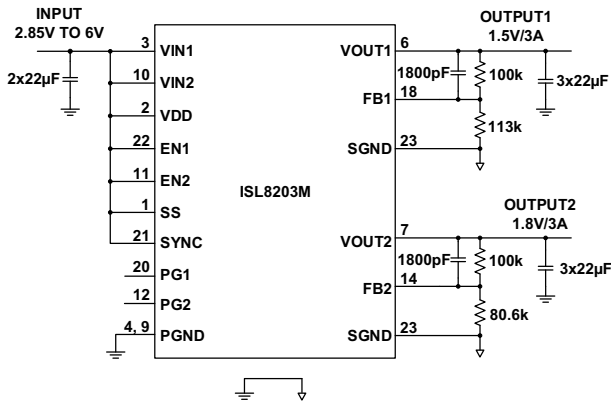 INPUT
2.85V TO 6V
2x22µF
3 VIN1
10 VIN2
2 VDD
22 EN1
11 EN2
1 SS
21 SYNC
20 PG1
12 PG2
4, 9 PGND
ISL8203M
OUTPUT1
1.5V/3A
VOUT1 6
1800pF
100k
3x22µF
FB1 18
113k
SGND 23
OUTPUT2
1.8V/3A
VOUT2 7
1800pF
100k
3x22µF
FB2 14
80.6k
SGND 23